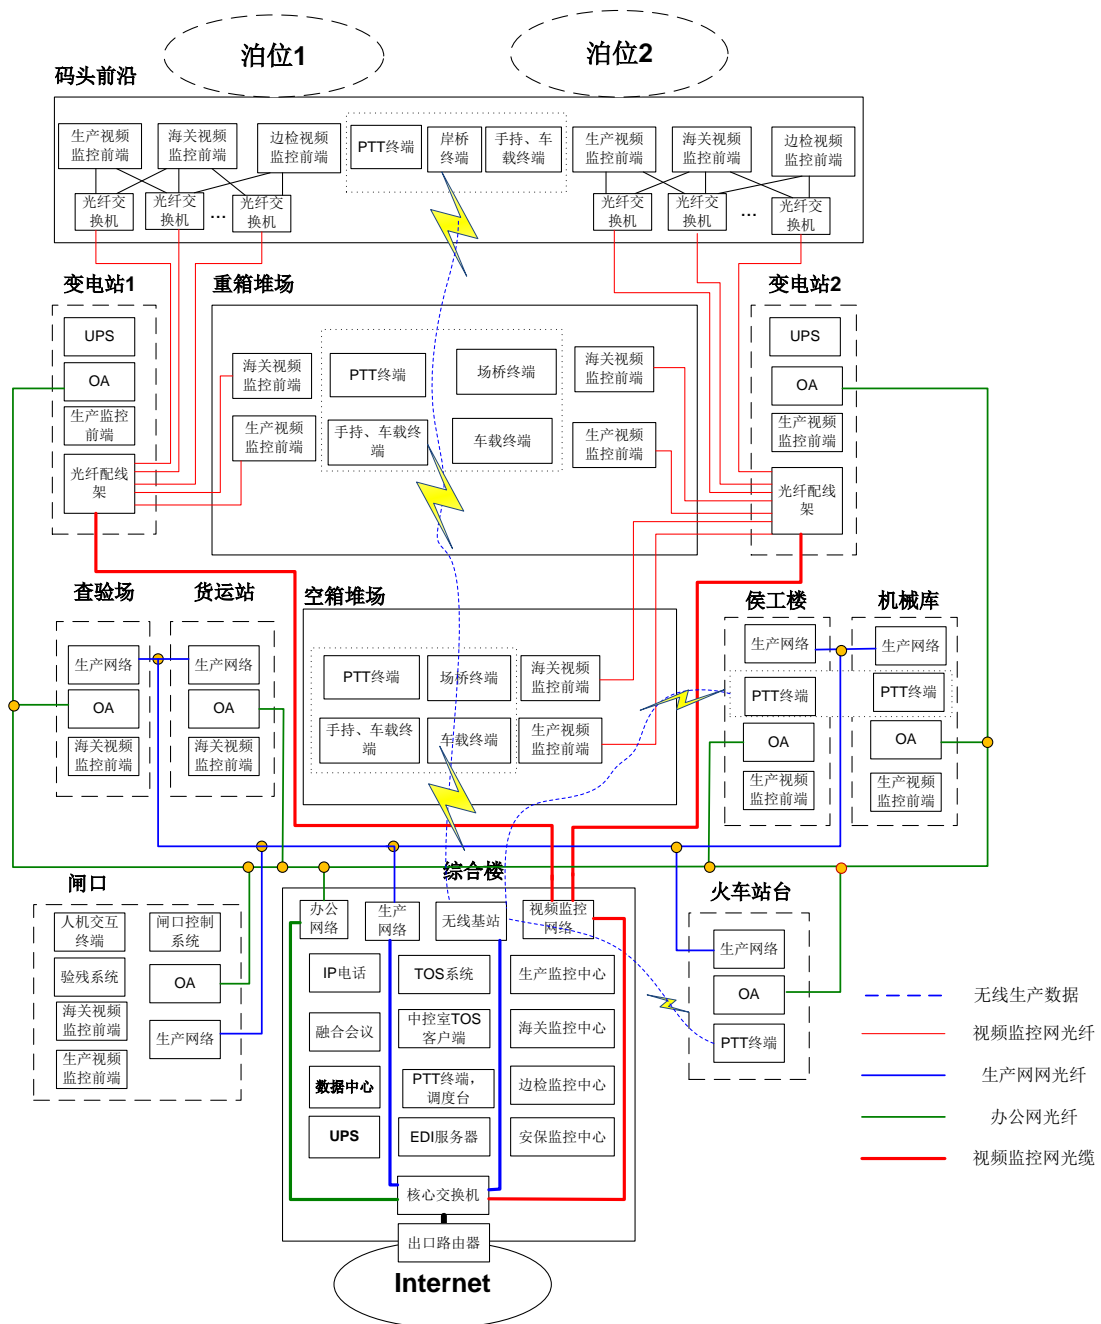 泊位1
泊位2
码头前沿
生产视频
监控前端
海关视频
监控前端
边检视频
监控前端
PTT终端
岸桥
终端
手持、车
载终端
生产视频
监控前端
海关视频
监控前端
边检视频
监控前端
光纤交
换机
光纤交
换机
...
光纤交
换机
光纤交
换机
光纤交
换机
...
光纤交
换机
变电站1
UPS
OA
生产监控
前端
光纤配线
架
重箱堆场
海关视频
监控前端
生产视频
监控前端
PTT终端
场桥终端
手持、车载终
端
车载终端
海关视频
监控前端
生产视频
监控前端
变电站2
UPS
OA
生产视频
监控前端
光纤配线
架
查验场
生产网络
OA
海关视频
监控前端
货运站
生产网络
OA
海关视频
监控前端
空箱堆场
PTT终端
场桥终端
海关视频
监控前端
手持、车载终
端
车载终端
生产视频
监控前端
侯工楼
生产网络
PTT终端
OA
生产视频
监控前端
机械库
生产网络
PTT终端
OA
生产视频
监控前端
闸口
人机交互
终端
闸口控制
系统
验残系统
OA
海关视频
监控前端
生产网络
生产视频
监控前端
综合楼
办公
网络
生产
网络
无线基站
视频监控
网络
IP电话
TOS系统
生产监控中心
融合会议
中控室TOS
客户端
海关监控中心
数据中心
PTT终端，
调度台
边检监控中心
UPS
EDI服务器
安保监控中心
核心交换机
出口路由器
Internet
火车站台
生产网络
OA
PTT终端
无线生产数据
视频监控网光纤
生产网网光纤
办公网光纤
视频监控网光缆